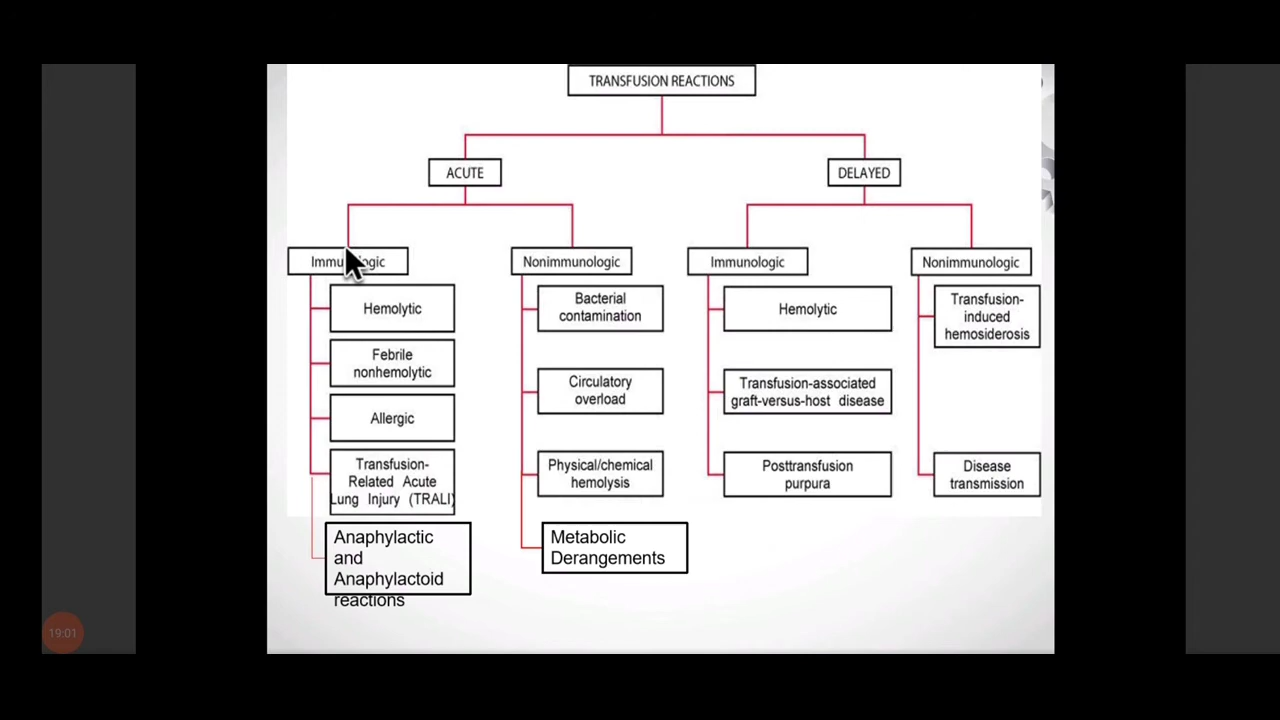 TRANSFUSION REACTIONS
ACUTE
DELAYED
Immunologic
Nonimmunologic
Immunologic
Nonimmunologic
Hemolytic
Febrile
nonhemolytic
Allergic
Transfusion-
Related Acute
Lung Injury (TRALI)
Anaphylactic
and
Anaphylactoid
reactions
Bacterial
contamination
Circulatory
overload
Physical/chemical
hemolysis
Metabolic
Derangements
Hemolytic
Transfusion-associated
graft-versus-host disease
Posttransfusion
purpura
Transfusion-
induced
hemosiderosis
Disease
transmission
19:01